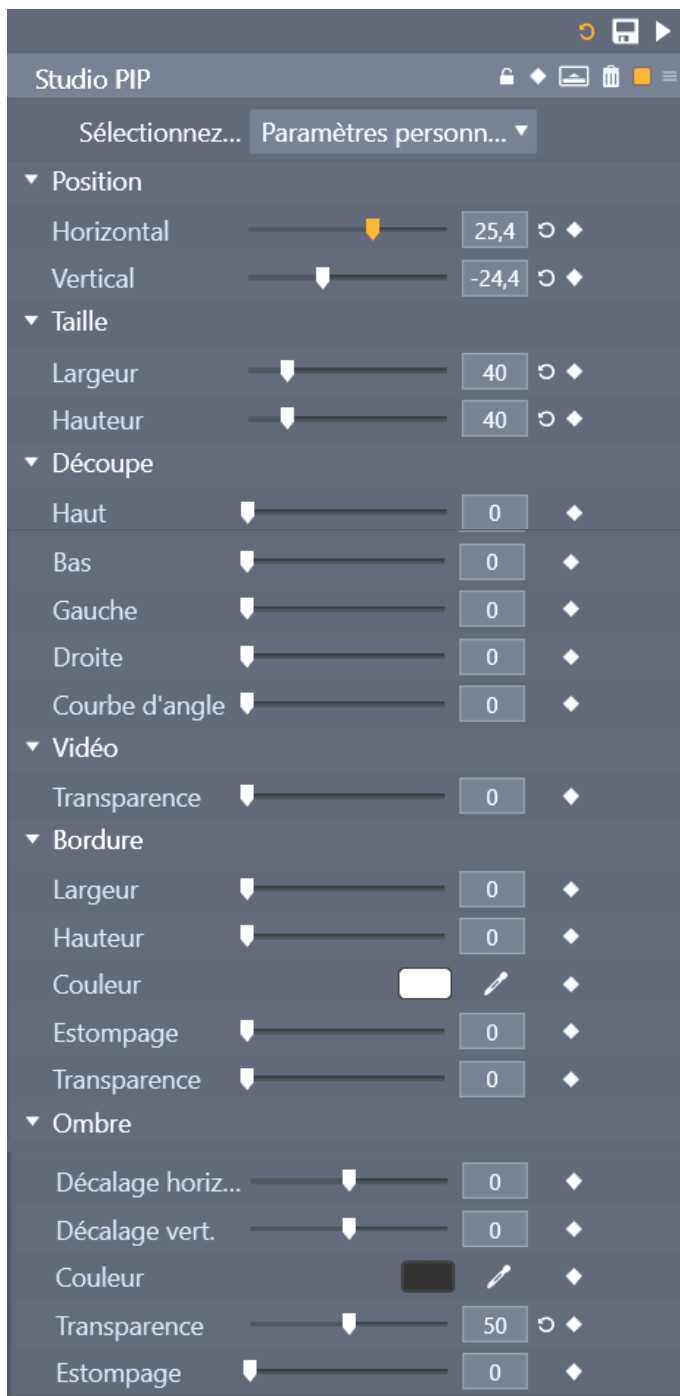 Studio PIP
Sélectionnez... Paramètres personn...
Position
Horizontal 25,4
Vertical -24,4
Taille
Largeur 40
Hauteur 40
Découpe
Haut 0
Bas 0
Gauche 0
Droite 0
Courbe d'angle 0
Vidéo
Transparence 0
Bordure
Largeur 0
Hauteur 0
Couleur
Estompage 0
Transparence 0
Ombre
Décalage horiz... 0
Décalage vert. 0
Couleur
Transparence 50
Estompage 0